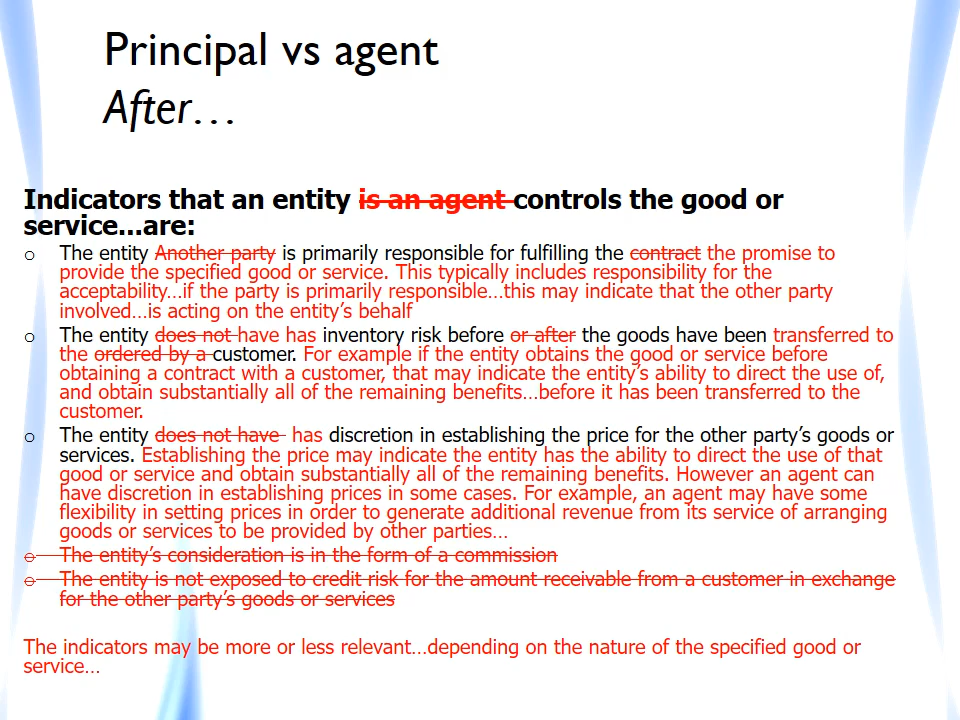 Principal vs agent
After…
Indicators that an entity is an agent controls the good or
service...are:
o The entity Another party is primarily responsible for fulfilling the contract the promise to
provide the specified good or service. This typically includes responsibility for the
acceptability…if the party is primarily responsible…this may indicate that the other party
involved…is acting on the entity’s behalf
o The entity does not have has inventory risk before or after the goods have been transferred to
the ordered by a customer. For example if the entity obtains the good or service before
obtaining a contract with a customer, that may indicate the entity’s ability to direct the use of,
and obtain substantially all of the remaining benefits…before it has been transferred to the
customer.
o The entity does not have has discretion in establishing the price for the other party’s goods or
services. Establishing the price may indicate the entity has the ability to direct the use of that
good or service and obtain substantially all of the remaining benefits. However an agent can
have discretion in establishing prices in some cases. For example, an agent may have some
flexibility in setting prices in order to generate additional revenue from its service of arranging
goods or services to be provided by other parties…
o The entity’s consideration is in the form of a commission
o The entity is not exposed to credit risk for the amount receivable from a customer in exchange
for the other party’s goods or services
The indicators may be more or less relevant…depending on the nature of the specified good or
service…